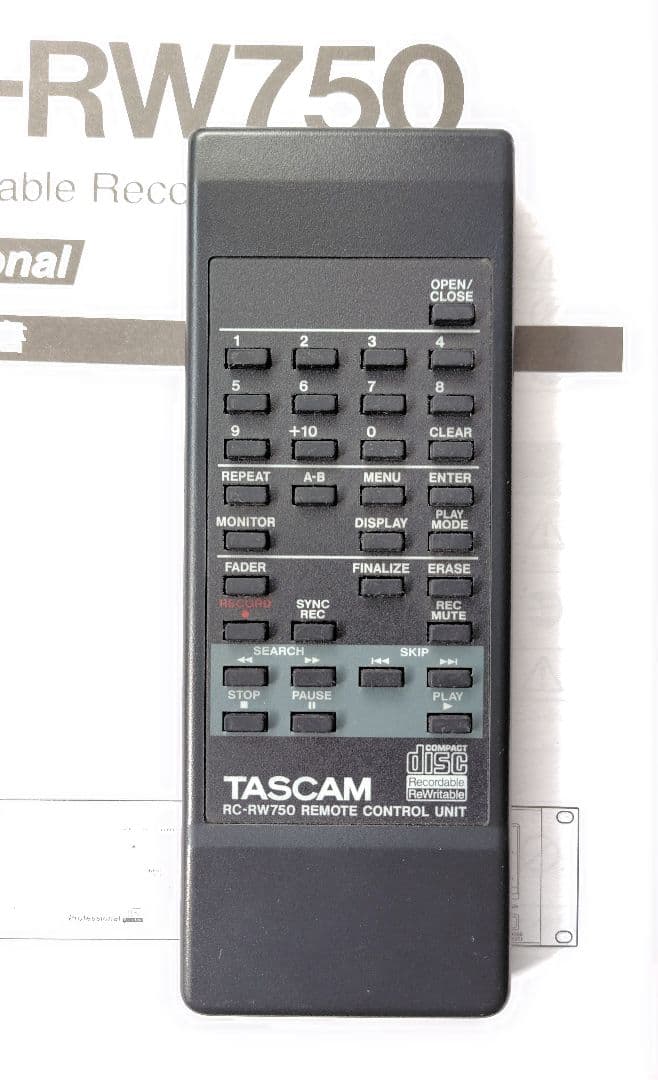 -RW750
able Reco
onal
書
OPEN/
CLOSE
1 2 3 4
5 6 7 8
9 +10 0 CLEAR
REPEAT A-B MENU ENTER
MONITOR DISPLAY PLAY
MODE
FADER FINALIZE ERASE
RECORD SYNC
REC REC
MUTE
SEARCH SKIP
STOP PAUSE PLAY
COMPACT
disc
Recordable
ReWritable
TASCAM
RC-RW750 REMOTE CONTROL UNIT
Professional